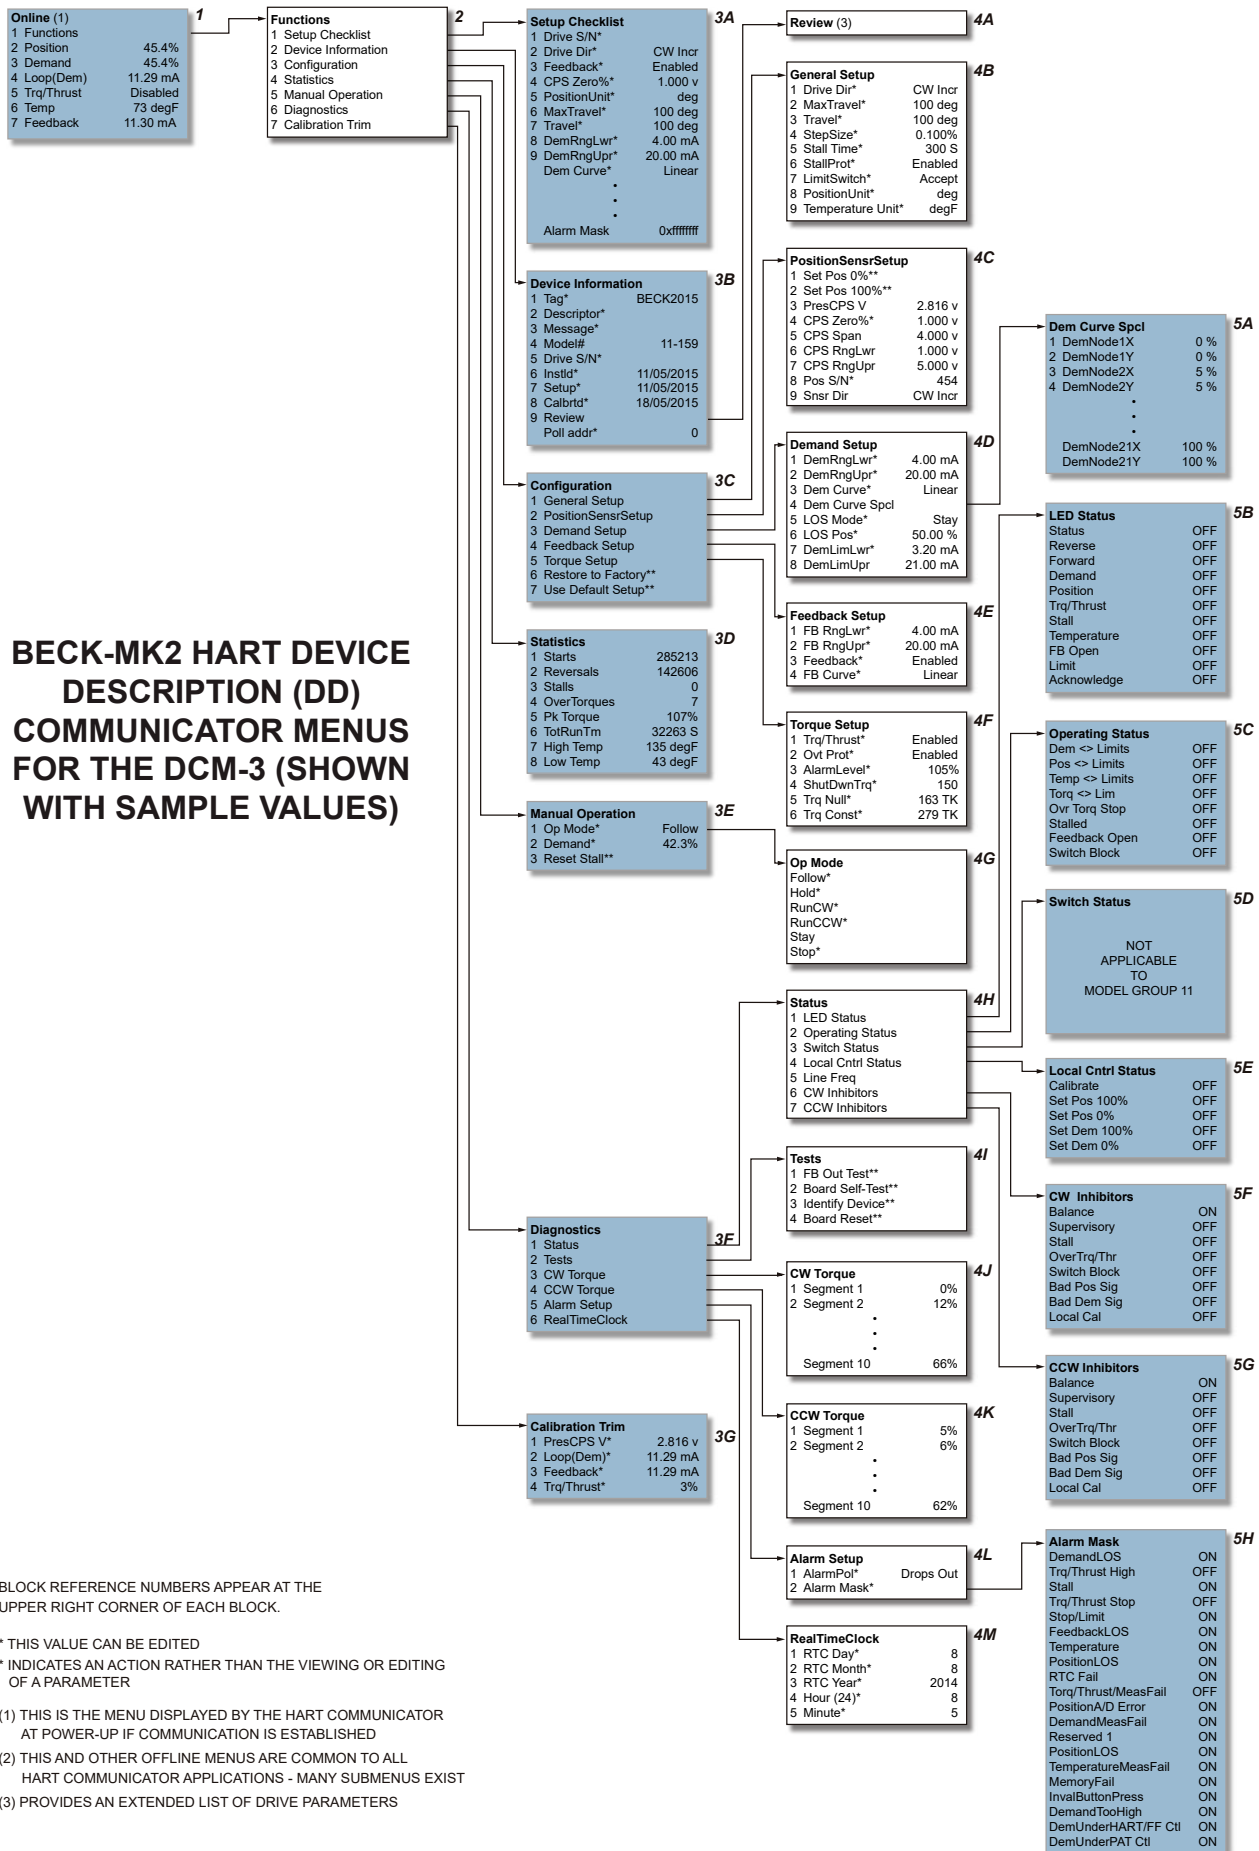 Online (1)
1 Functions
2 Position 45.4%
3 Demand 45.4%
4 Loop(Dem) 11.29 mA
5 Trq/Thrust Disabled
6 Temp 73 degF
7 Feedback 11.30 mA
1
Functions
1 Setup Checklist
2 Device Information
3 Configuration
4 Statistics
5 Manual Operation
6 Diagnostics
7 Calibration Trim
2
Setup Checklist
1 Drive S/N*
2 Drive Dir* CW Incr
3 Feedback* Enabled
4 CPS Zero%* 1.000 v
5 PositionUnit* deg
6 MaxTravel* 100 deg
7 Travel* 100 deg
8 DemRngLwr* 4.00 mA
9 DemRngUpr* 20.00 mA
Dem Curve* Linear
•
•
•
Alarm Mask 0xffffffff
3A
Device Information
1 Tag* BECK2015
2 Descriptor*
3 Message*
4 Model# 11-159
5 Drive S/N*
6 Instld* 11/05/2015
7 Setup* 11/05/2015
8 Calbrtd* 18/05/2015
9 Review
Poll addr* 0
3B
Configuration
1 General Setup
2 PositionSensrSetup
3 Demand Setup
4 Feedback Setup
5 Torque Setup
6 Restore to Factory**
7 Use Default Setup**
3C
Statistics
1 Starts 285213
2 Reversals 142606
3 Stalls 0
4 OverTorques 7
5 Pk Torque 107%
6 TotRunTm 32263 S
7 High Temp 135 degF
8 Low Temp 43 degF
3D
Manual Operation
1 Op Mode* Follow
2 Demand* 42.3%
3 Reset Stall**
3E
Diagnostics
1 Status
2 Tests
3 CW Torque
4 CCW Torque
5 Alarm Setup
6 RealTimeClock
3F
Calibration Trim
1 PresCPS V* 2.816 v
2 Loop(Dem)* 11.29 mA
3 Feedback* 11.29 mA
4 Trq/Thrust* 3%
3G
Review (3)
4A
General Setup
1 Drive Dir* CW Incr
2 MaxTravel* 100 deg
3 Travel* 100 deg
4 StepSize* 0.100%
5 Stall Time* 300 S
6 StallProt* Enabled
7 LimitSwitch* Accept
8 PositionUnit* deg
9 Temperature Unit* degF
4B
PositionSensrSetup
1 Set Pos 0%**
2 Set Pos 100%**
3 PresCPS V 2.816 v
4 CPS Zero%* 1.000 v
5 CPS Span 4.000 v
6 CPS RngLwr 1.000 v
7 CPS RngUpr 5.000 v
8 Pos S/N* 454
9 Snsr Dir CW Incr
4C
Demand Setup
1 DemRngLwr* 4.00 mA
2 DemRngUpr* 20.00 mA
3 Dem Curve* Linear
4 Dem Curve Spcl
5 LOS Mode* Stay
6 LOS Pos* 50.00 %
7 DemLimLwr* 3.20 mA
8 DemLimUpr 21.00 mA
4D
Feedback Setup
1 FB RngLwr* 4.00 mA
2 FB RngUpr* 20.00 mA
3 Feedback* Enabled
4 FB Curve* Linear
4E
Torque Setup
1 Trq/Thrust* Enabled
2 Ovt Prot* Enabled
3 AlarmLevel* 105%
4 ShutDwnTrq* 150
5 Trq Null* 163 TK
6 Trq Const* 279 TK
4F
Op Mode
Follow*
Hold*
RunCW*
RunCCW*
Stay
Stop*
4G
Status
1 LED Status
2 Operating Status
3 Switch Status
4 Local Cntrl Status
5 Line Freq
6 CW Inhibitors
7 CCW Inhibitors
4H
Tests
1 FB Out Test**
2 Board Self-Test**
3 Identify Device**
4 Board Reset**
4I
CW Torque
1 Segment 1 0%
2 Segment 2 12%
•
•
•
Segment 10 66%
4J
CCW Torque
1 Segment 1 5%
2 Segment 2 6%
•
•
•
Segment 10 62%
4K
Alarm Setup
1 AlarmPol* Drops Out
2 Alarm Mask*
4L
RealTimeClock
1 RTC Day* 8
2 RTC Month* 8
3 RTC Year* 2014
4 Hour (24)* 8
5 Minute* 5
4M
Dem Curve Spcl
1 DemNode1X 0 %
2 DemNode1Y 0 %
3 DemNode2X 5 %
4 DemNode2Y 5 %
•
•
•
DemNode21X 100 %
DemNode21Y 100 %
5A
LED Status
Status OFF
Reverse OFF
Forward OFF
Demand OFF
Position OFF
Trq/Thrust OFF
Stall OFF
Temperature OFF
FB Open OFF
Limit OFF
Acknowledge OFF
5B
Operating Status
Dem <> Limits OFF
Pos <> Limits OFF
Temp <> Limits OFF
Torq <> Lim OFF
Ovr Torq Stop OFF
Stalled OFF
Feedback Open OFF
Switch Block OFF
5C
Switch Status
NOT
APPLICABLE
TO
MODEL GROUP 11
5D
Local Cntrl Status
Calibrate OFF
Set Pos 100% OFF
Set Pos 0% OFF
Set Dem 100% OFF
Set Dem 0% OFF
5E
CW Inhibitors
Balance ON
Supervisory OFF
Stall OFF
OverTrq/Thr OFF
Switch Block OFF
Bad Pos Sig OFF
Bad Dem Sig OFF
Local Cal OFF
5F
CCW Inhibitors
Balance ON
Supervisory OFF
Stall OFF
OverTrq/Thr OFF
Switch Block OFF
Bad Pos Sig OFF
Bad Dem Sig OFF
Local Cal OFF
5G
Alarm Mask
DemandLOS ON
Trq/Thrust High OFF
Stall ON
Trq/Thrust Stop OFF
Stop/Limit ON
FeedbackLOS ON
Temperature ON
PositionLOS ON
RTC Fail ON
Torq/Thrust/MeasFail OFF
PositionA/D Error ON
DemandMeasFail ON
Reserved 1 ON
PositionLOS ON
TemperatureMeasFail ON
MemoryFail ON
InvalButtonPress ON
DemandTooHigh ON
DemUnderHART/FF Ctl ON
DemUnderPAT Ctl ON
5H
BECK-MK2 HART DEVICE
DESCRIPTION (DD)
COMMUNICATOR MENUS
FOR THE DCM-3 (SHOWN
WITH SAMPLE VALUES)
BLOCK REFERENCE NUMBERS APPEAR AT THE
UPPER RIGHT CORNER OF EACH BLOCK.
* THIS VALUE CAN BE EDITED
* INDICATES AN ACTION RATHER THAN THE VIEWING OR EDITING
OF A PARAMETER
(1) THIS IS THE MENU DISPLAYED BY THE HART COMMUNICATOR
AT POWER-UP IF COMMUNICATION IS ESTABLISHED
(2) THIS AND OTHER OFFLINE MENUS ARE COMMON TO ALL
HART COMMUNICATOR APPLICATIONS - MANY SUBMENUS EXIST
(3) PROVIDES AN EXTENDED LIST OF DRIVE PARAMETERS